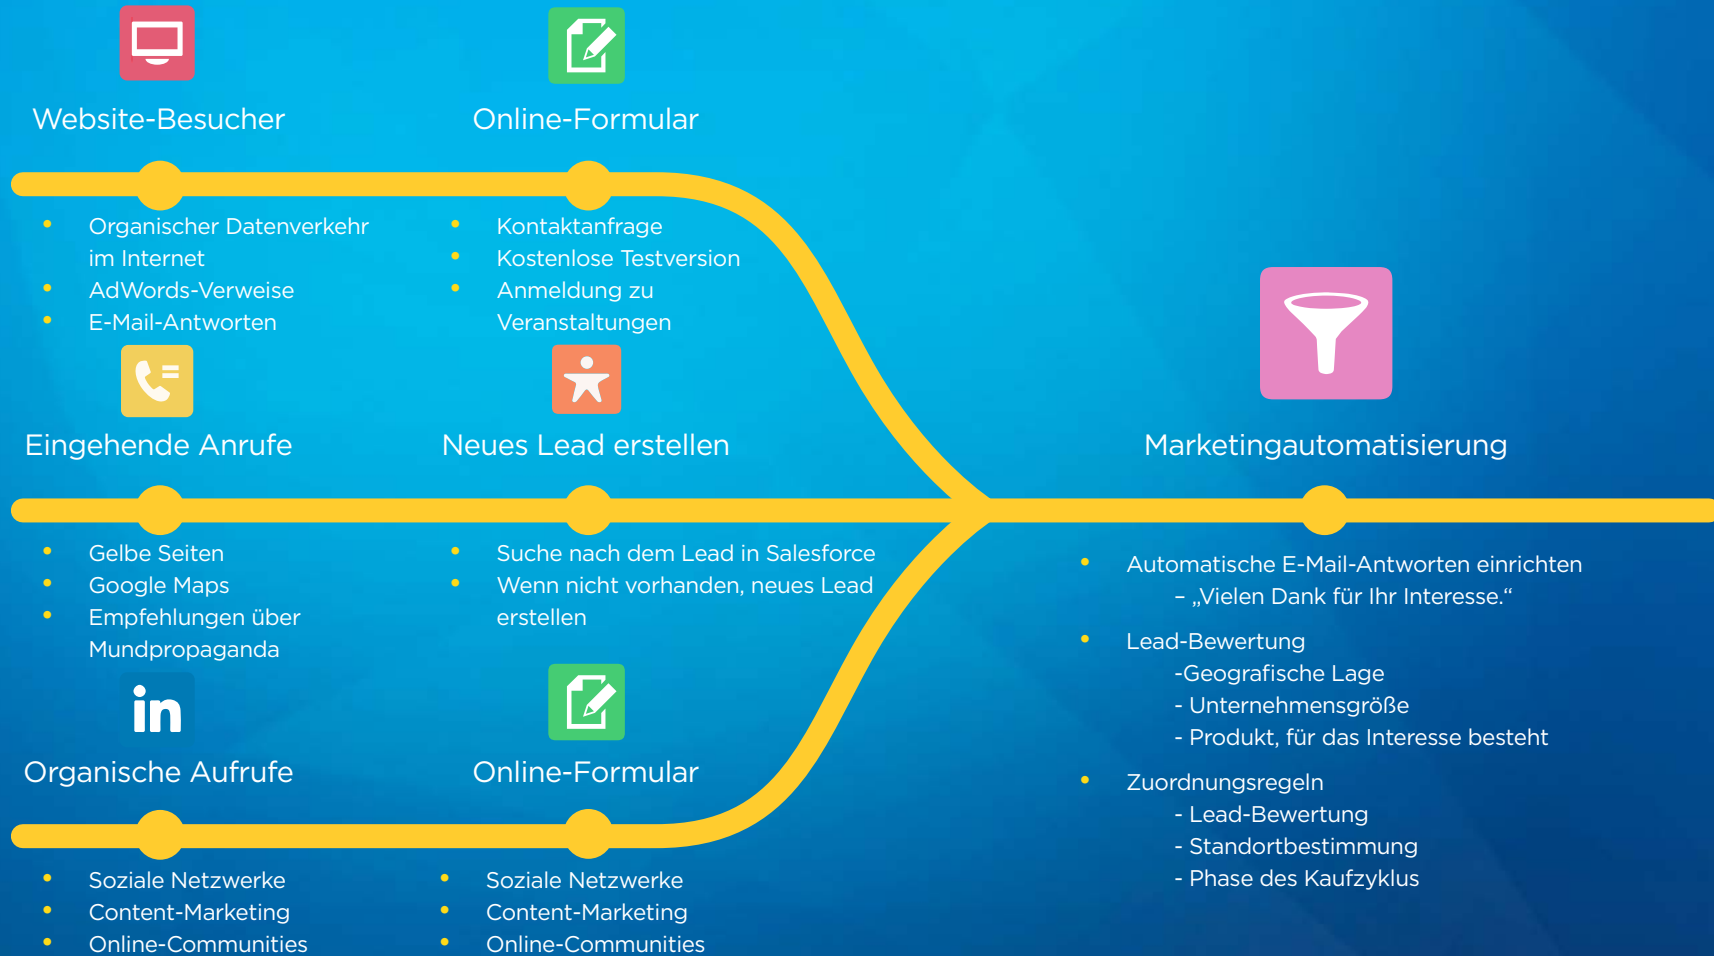 Website-Besucher
Organischer Datenverkehr
im Internet
AdWords-Verweise
E-Mail-Antworten
Online-Formular
Kontaktanfrage
Kostenlose Testversion
Anmeldung zu
Veranstaltungen
Eingehende Anrufe
Gelbe Seiten
Google Maps
Empfehlungen über
Mundpropaganda
Neues Lead erstellen
Suche nach dem Lead in Salesforce
Wenn nicht vorhanden, neues Lead
erstellen
in
Organische Aufrufe
Soziale Netzwerke
Content-Marketing
Online-Communities
Online-Formular
Soziale Netzwerke
Content-Marketing
Online-Communities
Marketingautomatisierung
Automatische E-Mail-Antworten einrichten
– „Vielen Dank für Ihr Interesse.“
Lead-Bewertung
-Geografische Lage
- Unternehmensgröße
- Produkt, für das Interesse besteht
Zuordnungsregeln
- Lead-Bewertung
- Standortbestimmung
- Phase des Kaufzyklus